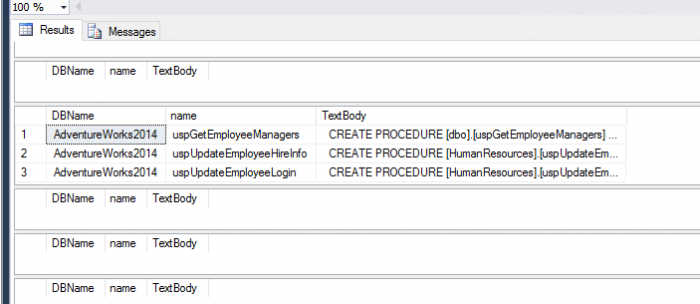 100 %
Results Messages
DBName name TextBody
DBName name TextBody
1 AdventureWorks2014 uspGetEmployeeManagers CREATE PROCEDURE [dbo].[uspGetEmployeeManagers] ...
2 AdventureWorks2014 uspUpdateEmployeeHireInfo CREATE PROCEDURE [HumanResources].[uspUpdateEm...
3 AdventureWorks2014 uspUpdateEmployeeLogin CREATE PROCEDURE [HumanResources].[uspUpdateEm...
DBName name TextBody
DBName name TextBody
DBName name TextBody